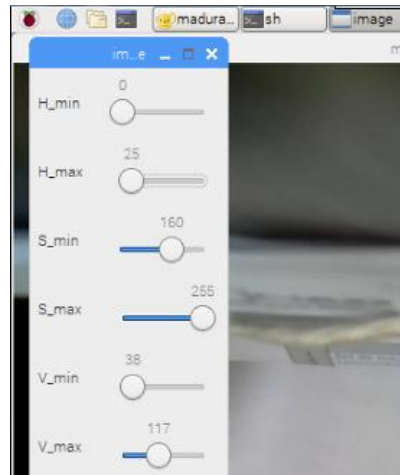 madura... sh image
im...e
m
0
H_min
25
H_max
160
S_min
255
S_max
38
V_min
117
V_max